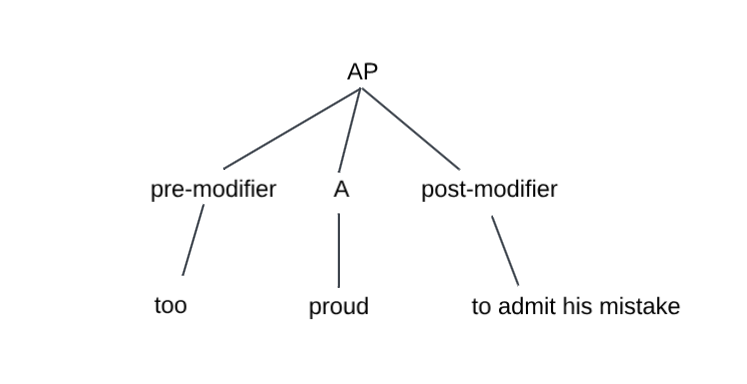 AP
pre-modifier A post-modifier
too proud to admit his mistake